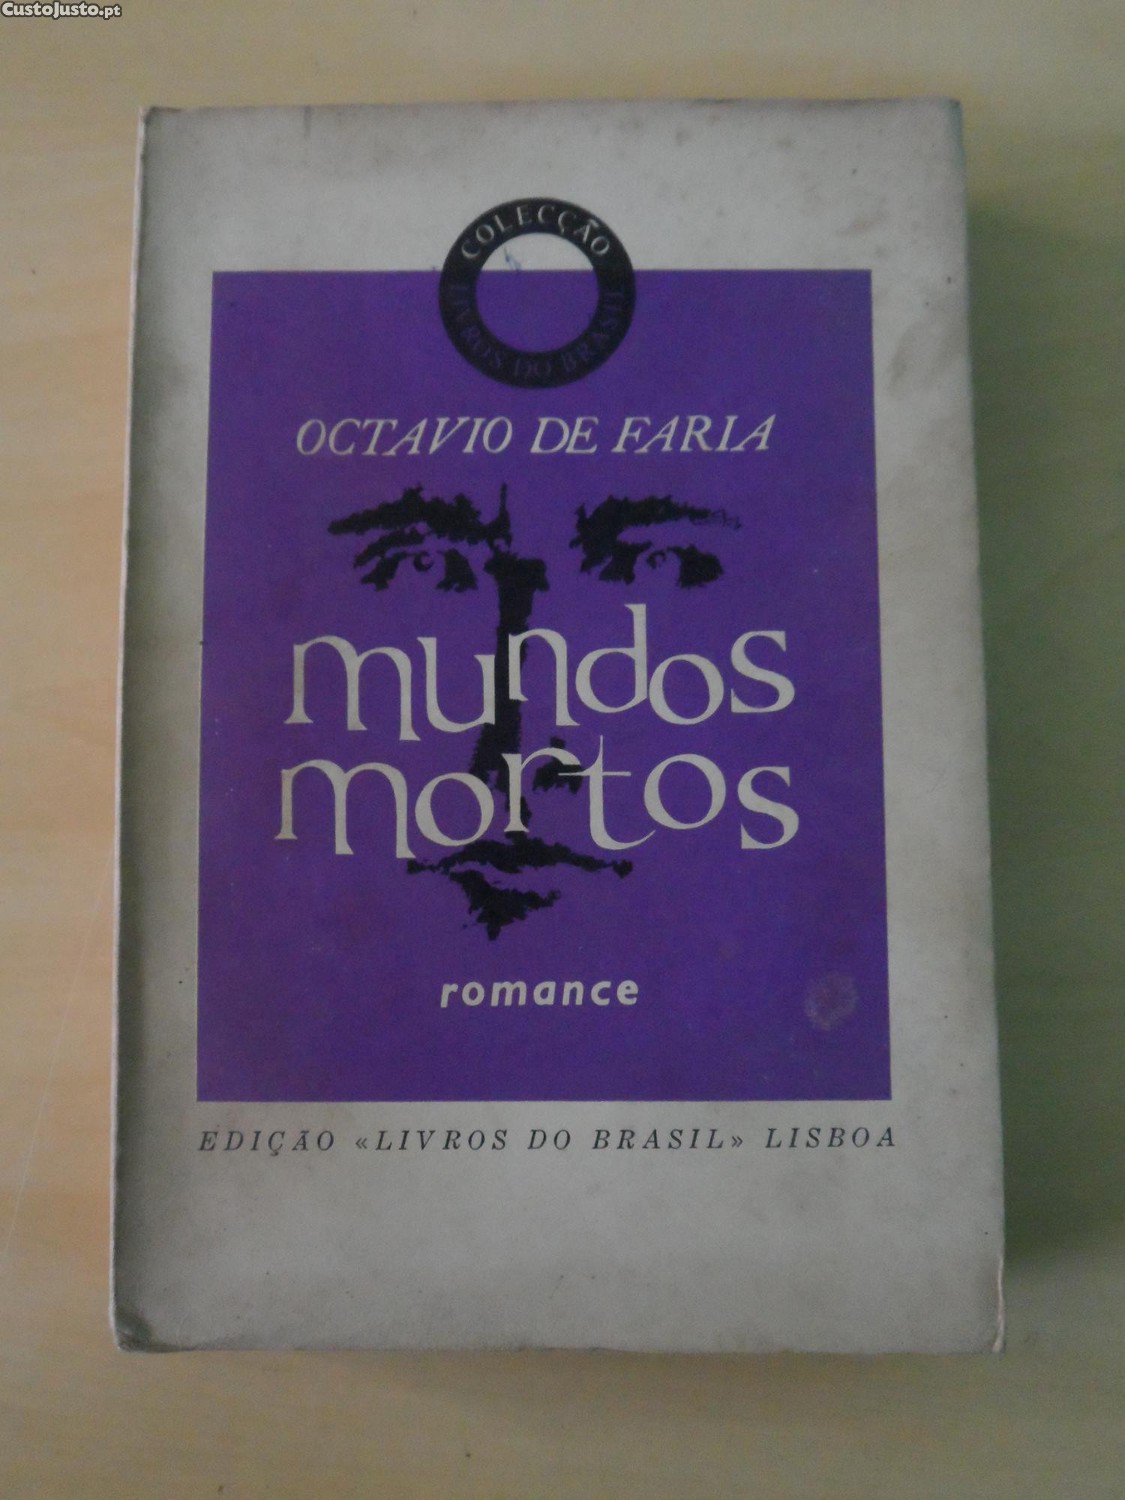 CustoJusto.pt
COLECÇÃO
LIVROS DO BRASIL
OCTAVIO DE FARIA
mundos
mortos
romance
EDIÇÃO «LIVROS DO BRASIL» LISBOA